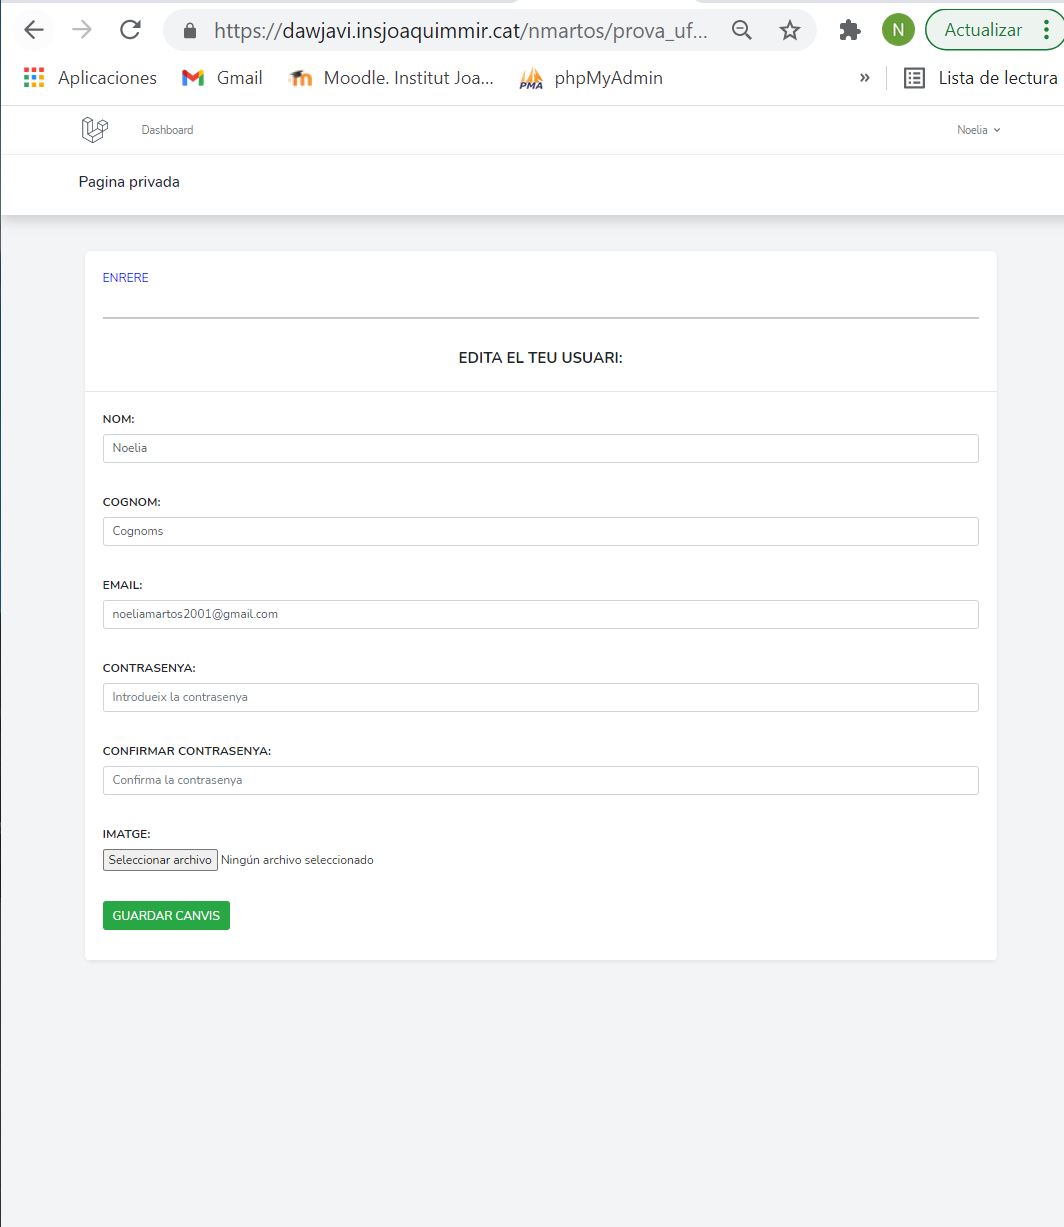 https://dawjavi.insjoaquimmir.cat/nmartos/prova_uf...
N
Actualizar
Aplicaciones
Gmail
Moodle. Institut Joa...
PMA
phpMyAdmin
»
Lista de lectura
Dashboard
Noelia
Pagina privada
ENRERE
EDITA EL TEU USUARI:
NOM:
Noelia
COGNOM:
Cognoms
EMAIL:
noeliamartos2001@gmail.com
CONTRASENYA:
Introdueix la contrasenya
CONFIRMAR CONTRASENYA:
Confirma la contrasenya
IMATGE:
Seleccionar archivo Ningún archivo seleccionado
GUARDAR CANVIS